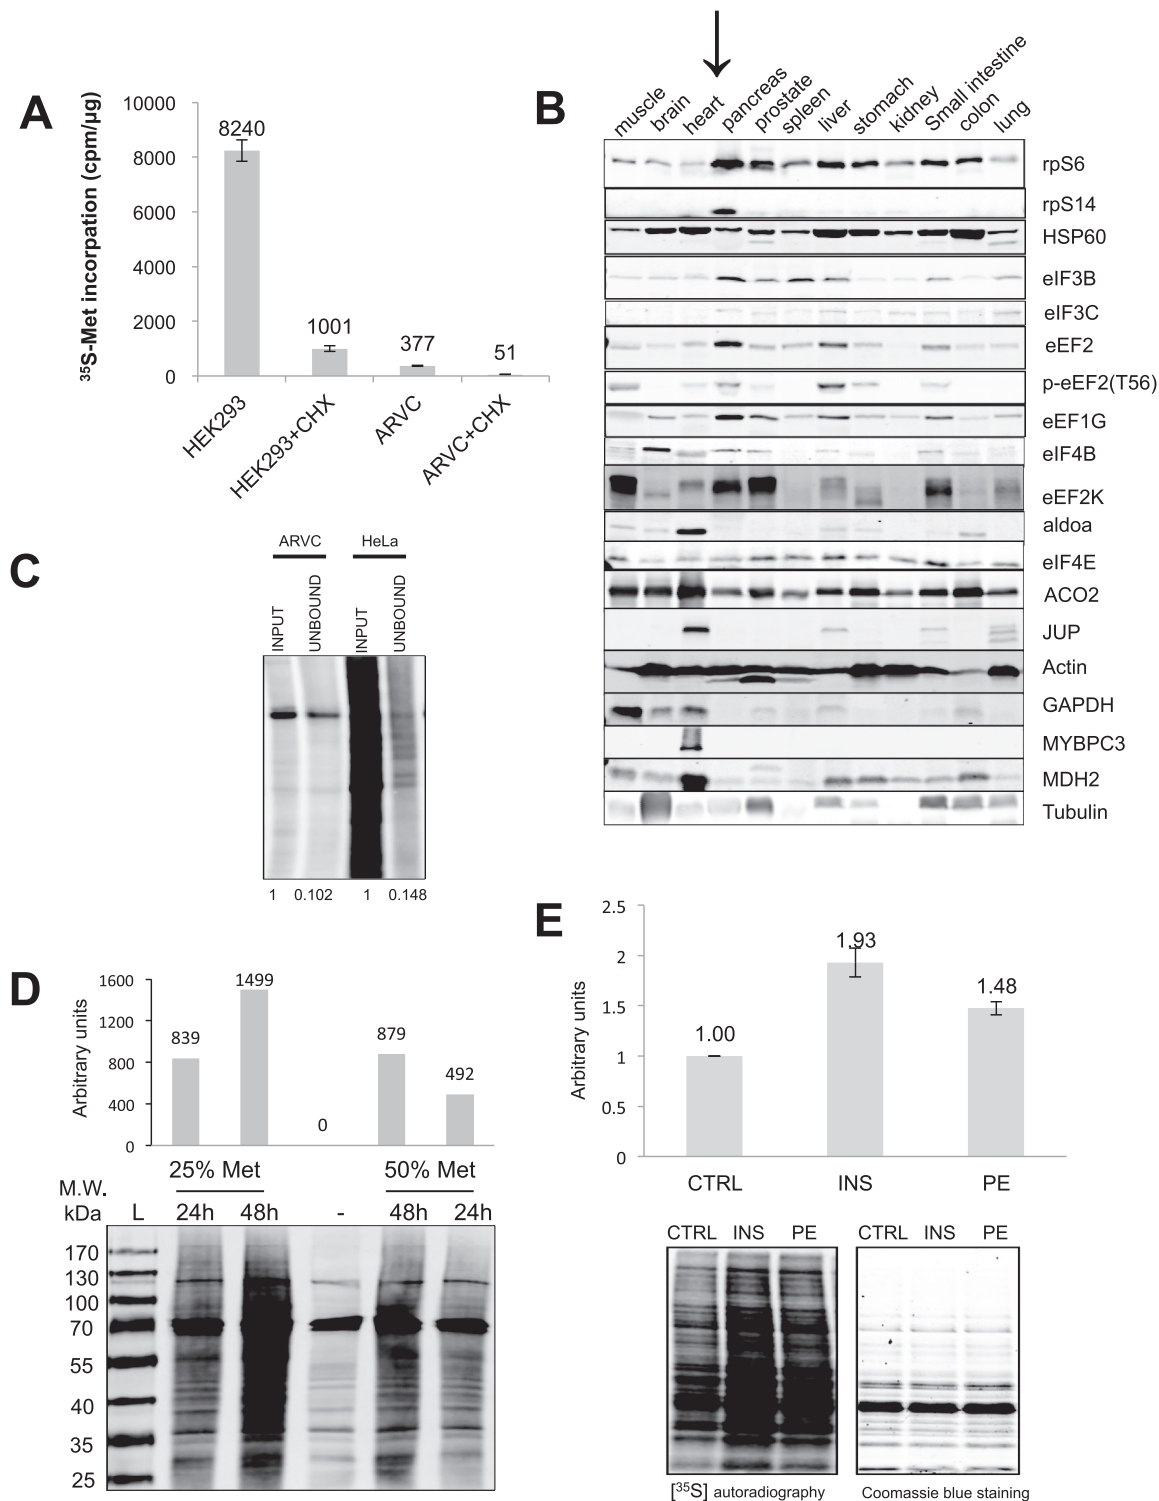 A
³⁵S-Met incorpation (cpm/µg)
10000
8000
6000
4000
2000
0
8240
1001
377
51
HEK293
HEK293+CHX
ARVC
ARVC+CHX
B
muscle
brain
heart
pancreas
prostate
spleen
liver
stomach
kidney
Small intestine
colon
lung
rpS6
rpS14
HSP60
eIF3B
eIF3C
eEF2
p-eEF2(T56)
eEF1G
eIF4B
eEF2K
aldoa
eIF4E
ACO2
JUP
Actin
GAPDH
MYBPC3
MDH2
Tubulin
C
ARVC HeLa
INPUT
UNBOUND
INPUT
UNBOUND
1 0.102 1 0.148
D
Arbitrary units
1600
1200
800
400
0
839
1499
0
879
492
25% Met 50% Met
M.W.
kDa L 24h 48h - 48h 24h
170
130
100
70
55
40
35
25
E
Arbitrary units
2.5
2
1.5
1
0.5
0
1.00
1.93
1.48
CTRL INS PE
CTRL INS PE CTRL INS PE
[³⁵S] autoradiography Coomassie blue staining